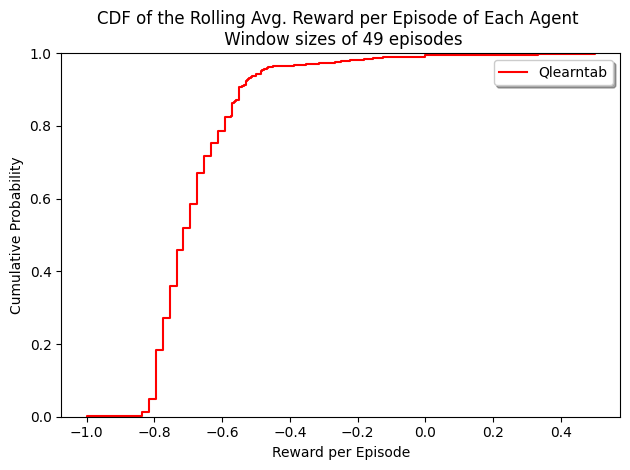 CDF of the Rolling Avg. Reward per Episode of Each Agent
Window sizes of 49 episodes
Qlearntab
Cumulative Probability
1.0
0.8
0.6
0.4
0.2
0.0
−1.0 −0.8 −0.6 −0.4 −0.2 0.0 0.2 0.4
Reward per Episode